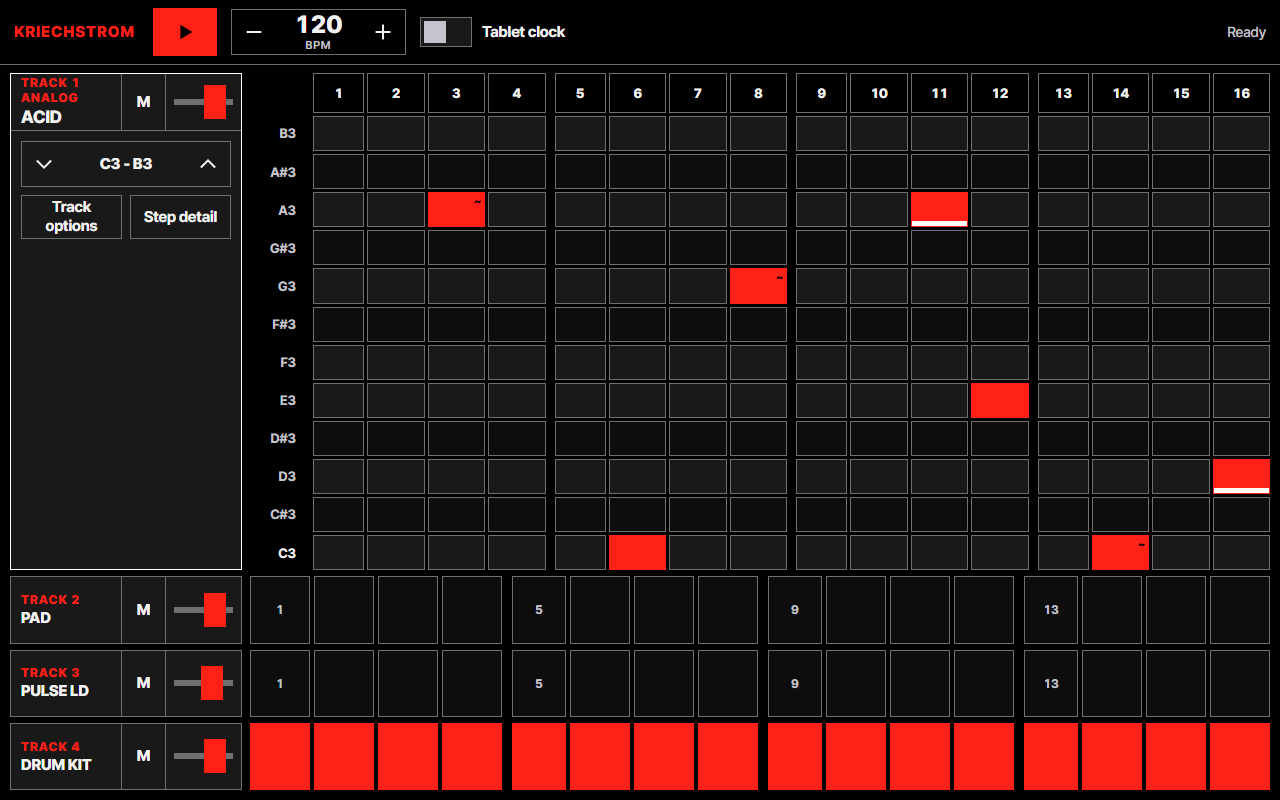 KRIECHSTROM
120
BPM
Tablet clock
Ready
TRACK 1
ANALOG
ACID
M
C3 - B3
Track
options
Step detail
1 2 3 4 5 6 7 8 9 10 11 12 13 14 15 16
B3
A#3
A3 ~
G#3
G3 ~
F#3
F3
E3
D#3
D3
C#3
C3 ~
TRACK 2
PAD
M
1 5 9 13
TRACK 3
PULSE LD
M
1 5 9 13
TRACK 4
DRUM KIT
M